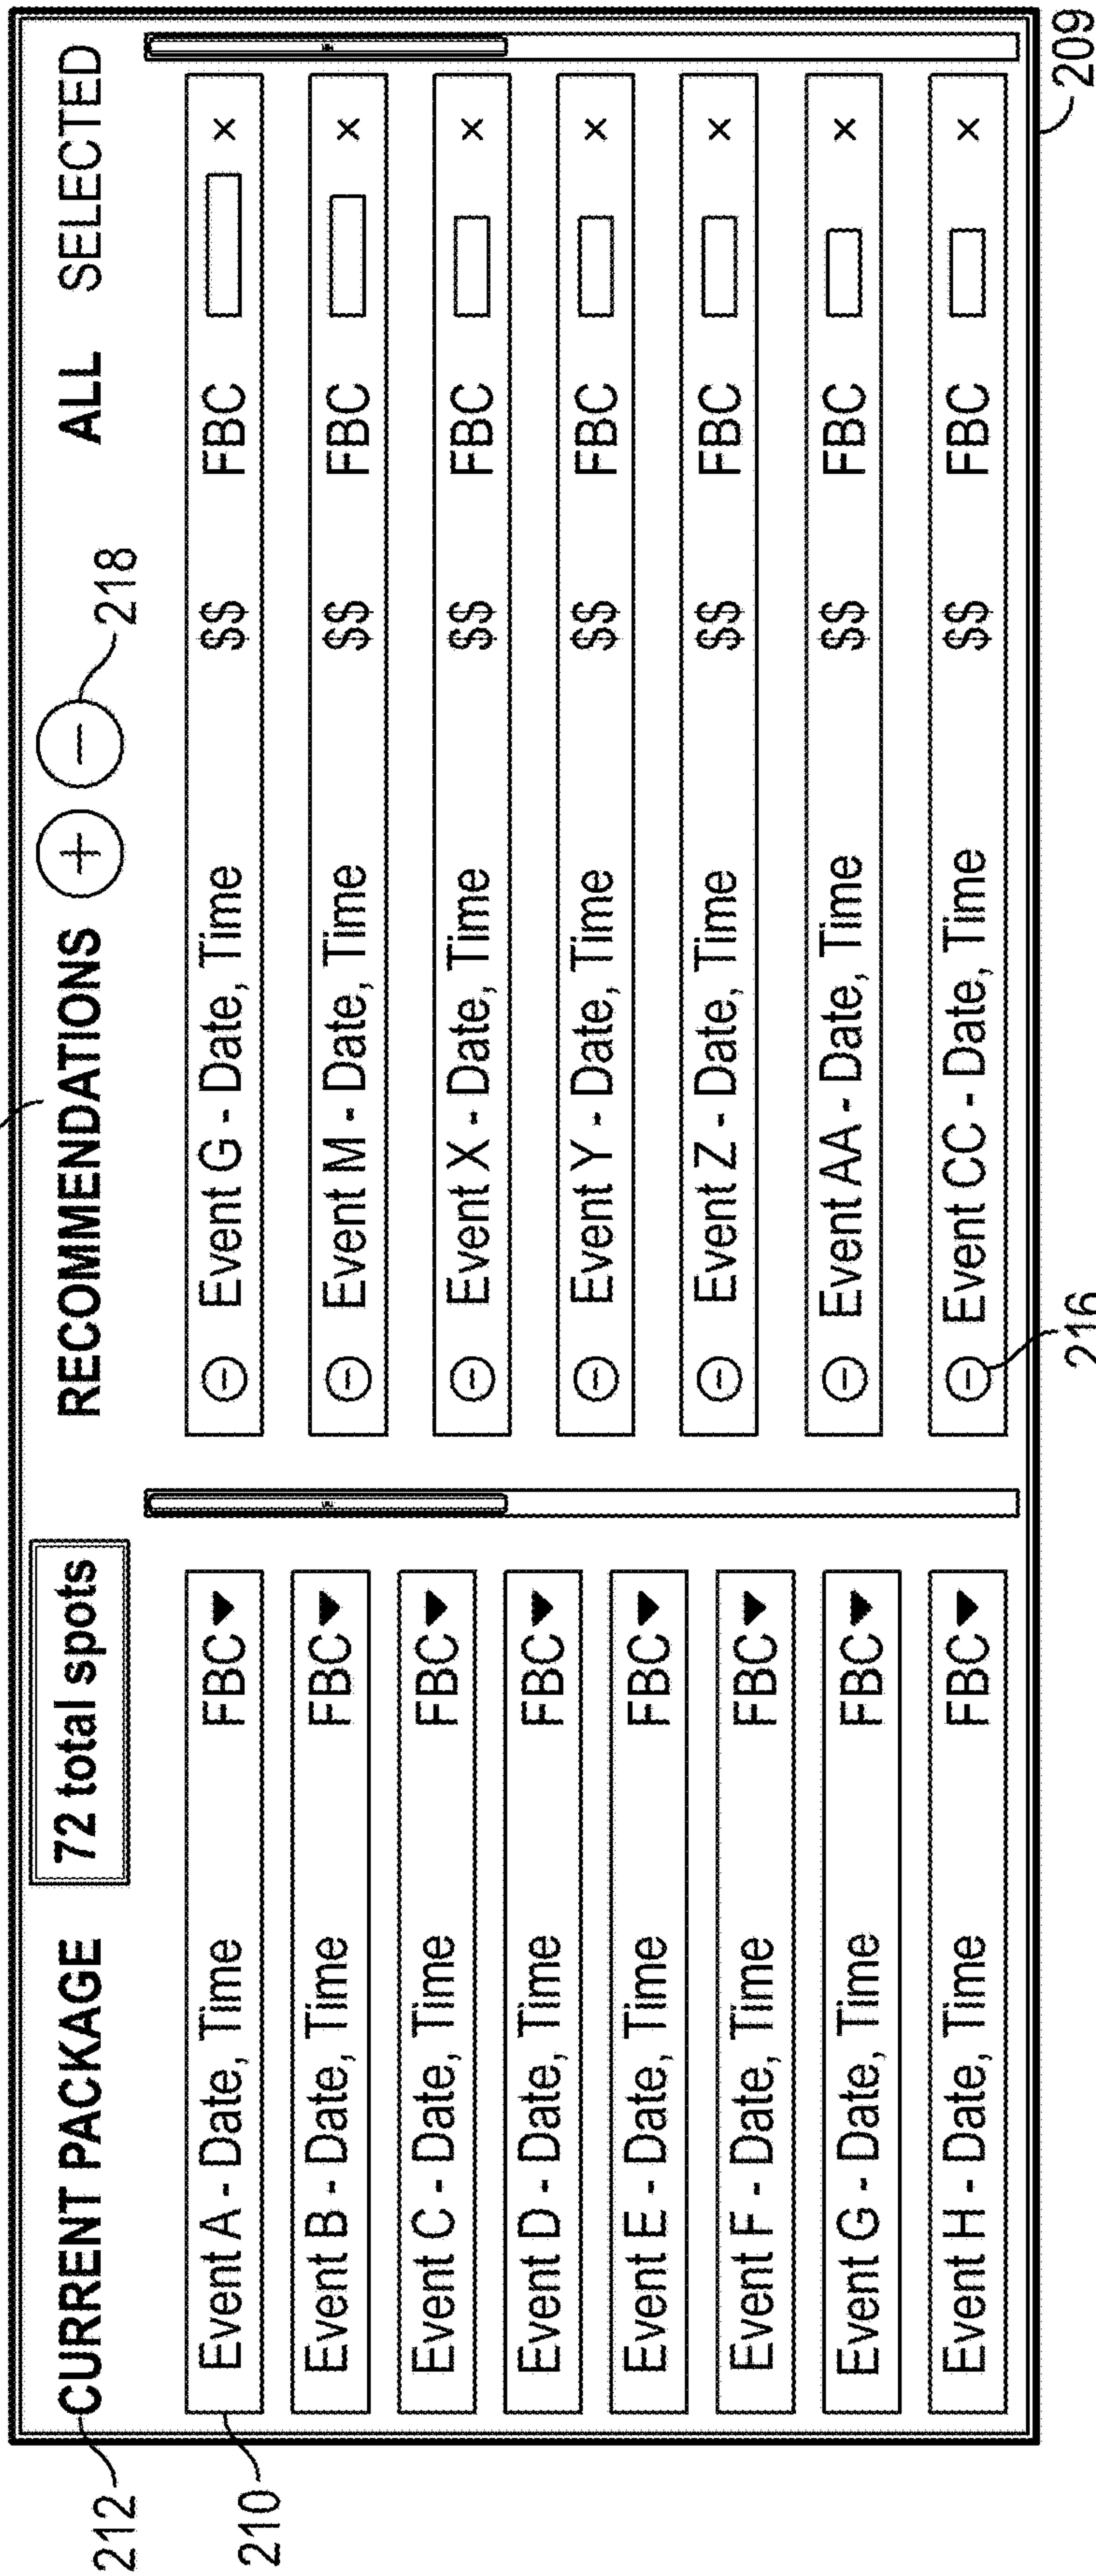 CURRENT PACKAGE
72 total spots
Event A - Date, Time FBC▼
Event B - Date, Time FBC▼
Event C - Date, Time FBC▼
Event D - Date, Time FBC▼
Event E - Date, Time FBC▼
Event F - Date, Time FBC▼
Event G - Date, Time FBC▼
Event H - Date, Time FBC▼
RECOMMENDATIONS + − ALL SELECTED
− Event G - Date, Time $$ FBC ×
− Event M - Date, Time $$ FBC ×
− Event X - Date, Time $$ FBC ×
− Event Y - Date, Time $$ FBC ×
− Event Z - Date, Time $$ FBC ×
− Event AA - Date, Time $$ FBC ×
− Event CC - Date, Time $$ FBC ×
212
210
218
216
209